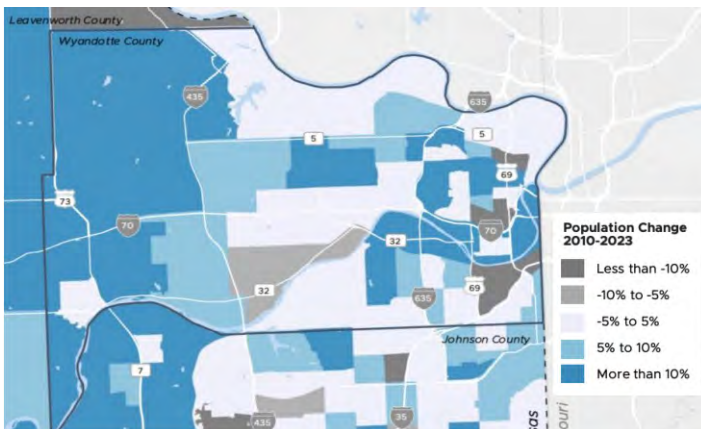 Leavenworth County
Wyandotte County
435
635
5
5
69
73
70
70
32
32
69
635
Johnson County
7
435
35
Population Change
2010-2023
Less than -10%
-10% to -5%
-5% to 5%
5% to 10%
More than 10%